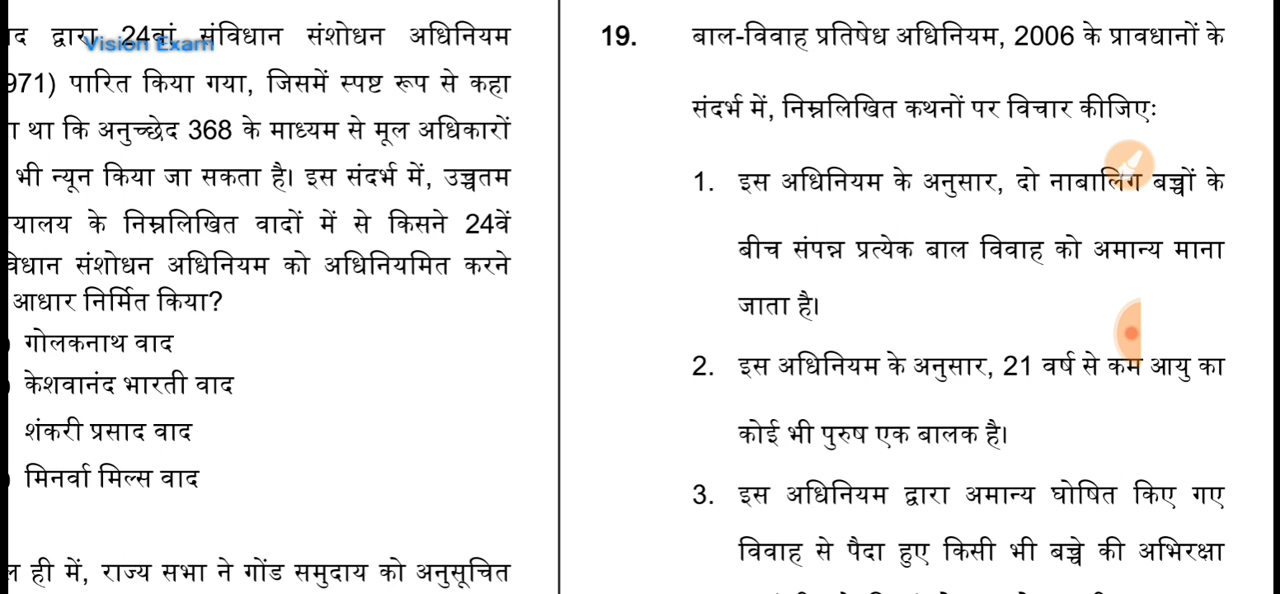 द्वारा 24वां संविधान संशोधन अधिनियम
971) पारित किया गया, जिसमें स्पष्ट रूप से कहा
था कि अनुच्छेद 368 के माध्यम से मूल अधिकारों
भी न्यून किया जा सकता है। इस संदर्भ में, उच्चतम
के निम्नलिखित वादों में से किसने 24वें
संशोधन अधिनियम को अधिनियमित करने
आधार निर्मित किया?
गोलकनाथ वाद
केशवानंद भारती वाद
शंकरी प्रसाद वाद
मिनर्वा मिल्स वाद
ही में, राज्य सभा ने गोंड समुदाय को अनुसूचित
Vision Exam
19. बाल-विवाह प्रतिषेध अधिनियम, 2006 के प्रावधानों के
संदर्भ में, निम्नलिखित कथनों पर विचार कीजिए:
1. इस अधिनियम के अनुसार, दो नाबालिग बच्चों के
बीच संपन्न प्रत्येक बाल विवाह को अमान्य माना
जाता है।
2. इस अधिनियम के अनुसार, 21 वर्ष से कम आयु का
कोई भी पुरुष एक बालक है।
3. इस अधिनियम द्वारा अमान्य घोषित किए गए
विवाह से पैदा हुए किसी भी बच्चे की अभिरक्षा